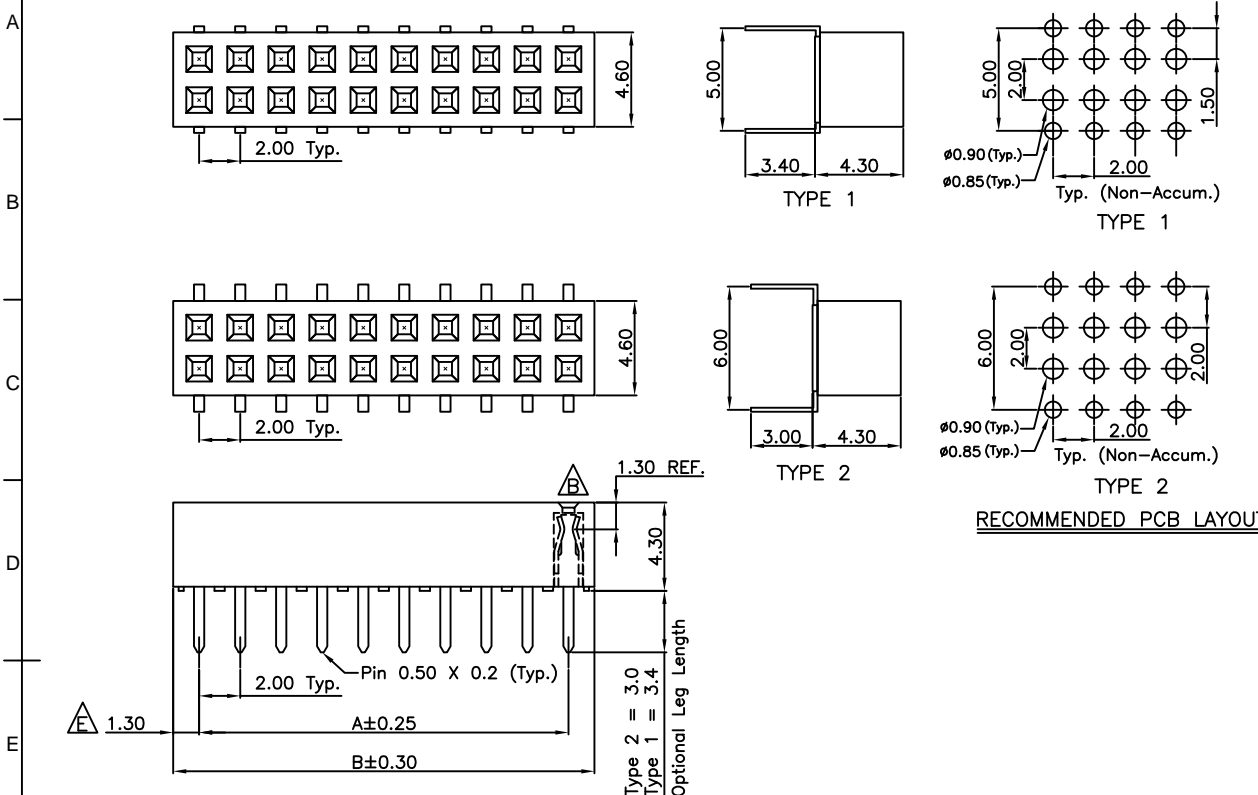 A
B
C
D
E
4.60
2.00 Typ.
5.00
3.40
4.30
TYPE 1
5.00
2.00
1.50
ø0.90(Typ.)
ø0.85(Typ.)
2.00
Typ. (Non-Accum.)
TYPE 1
4.60
2.00 Typ.
6.00
3.00
4.30
TYPE 2
6.00
2.00
2.00
ø0.90(Typ.)
ø0.85(Typ.)
2.00
Typ. (Non-Accum.)
TYPE 2
RECOMMENDED PCB LAYOUT
B
1.30 REF.
4.30
Pin 0.50 X 0.2 (Typ.)
2.00 Typ.
E
1.30
A±0.25
B±0.30
Type 2 = 3.0
Type 1 = 3.4
Optional Leg Length